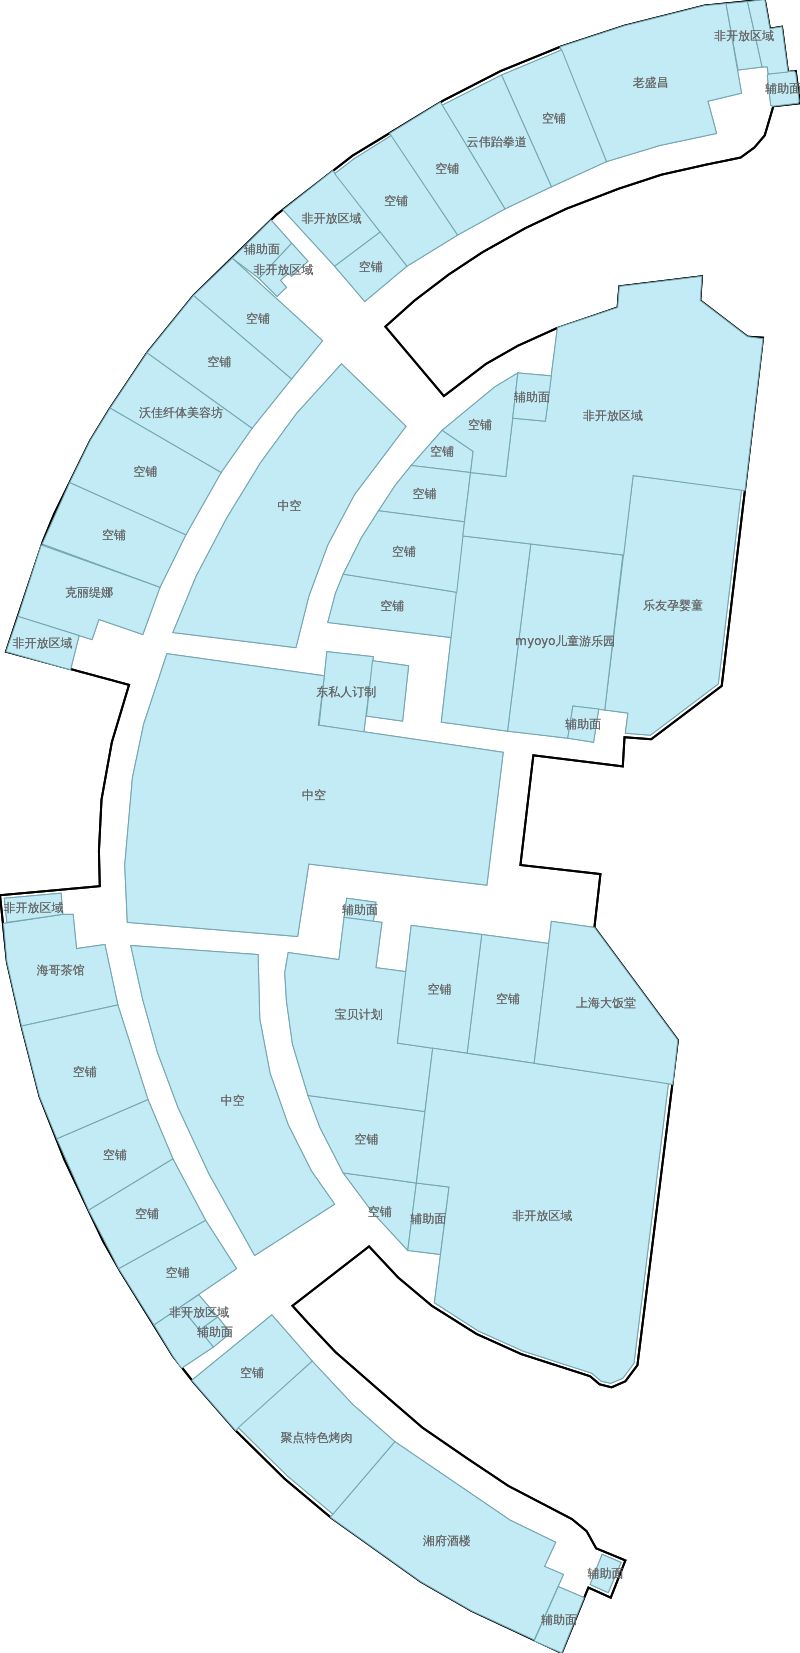 非开放区域
老盛昌
辅助面
空铺
云伟跆拳道
空铺
空铺
非开放区域
辅助面
空铺
非开放区域
空铺
空铺
沃佳纤体美容坊
辅助面
非开放区域
空铺
空铺
空铺
空铺
中空
空铺
空铺
空铺
克丽缇娜
空铺
乐友孕婴童
非开放区域
myoyo儿童游乐园
东私人订制
辅助面
中空
非开放区域
辅助面
海哥茶馆
空铺
空铺
上海大饭堂
宝贝计划
空铺
中空
空铺
空铺
空铺
空铺
辅助面
非开放区域
空铺
非开放区域
辅助面
空铺
聚点特色烤肉
湘府酒楼
辅助面
辅助面